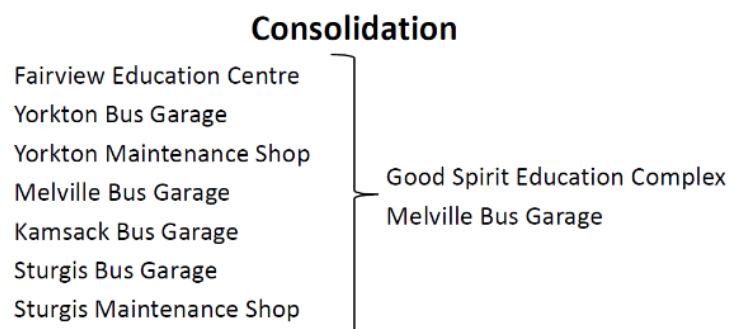 Consolidation
Fairview Education Centre
Yorkton Bus Garage
Yorkton Maintenance Shop
Melville Bus Garage
Kamsack Bus Garage
Sturgis Bus Garage
Sturgis Maintenance Shop
Good Spirit Education Complex
Melville Bus Garage